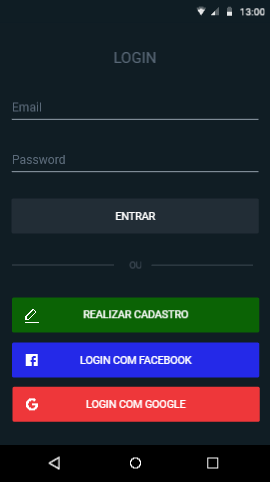 13:00
LOGIN
Email
Password
ENTRAR
OU
REALIZAR CADASTRO
LOGIN COM FACEBOOK
LOGIN COM GOOGLE